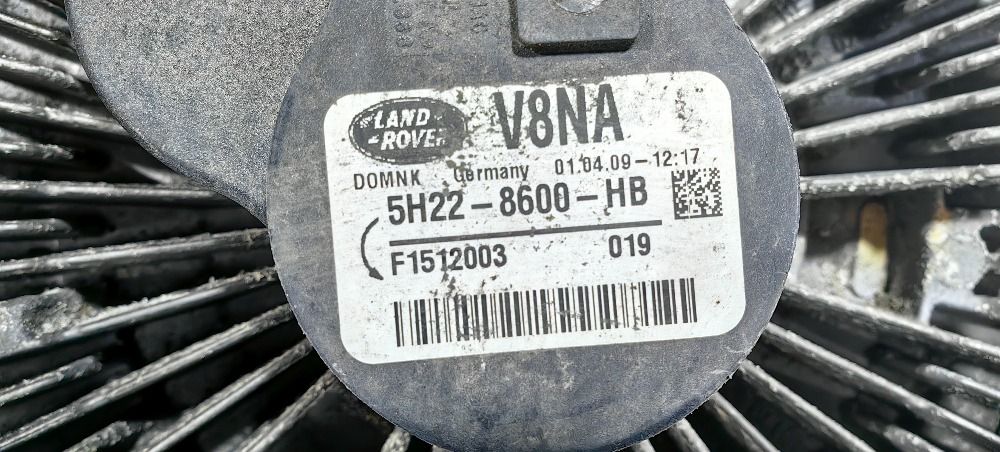 LAND
-ROVER
V8NA
DOMNK Germany 01.04.09-12:17
5H22-8600-HB
F1512003 019